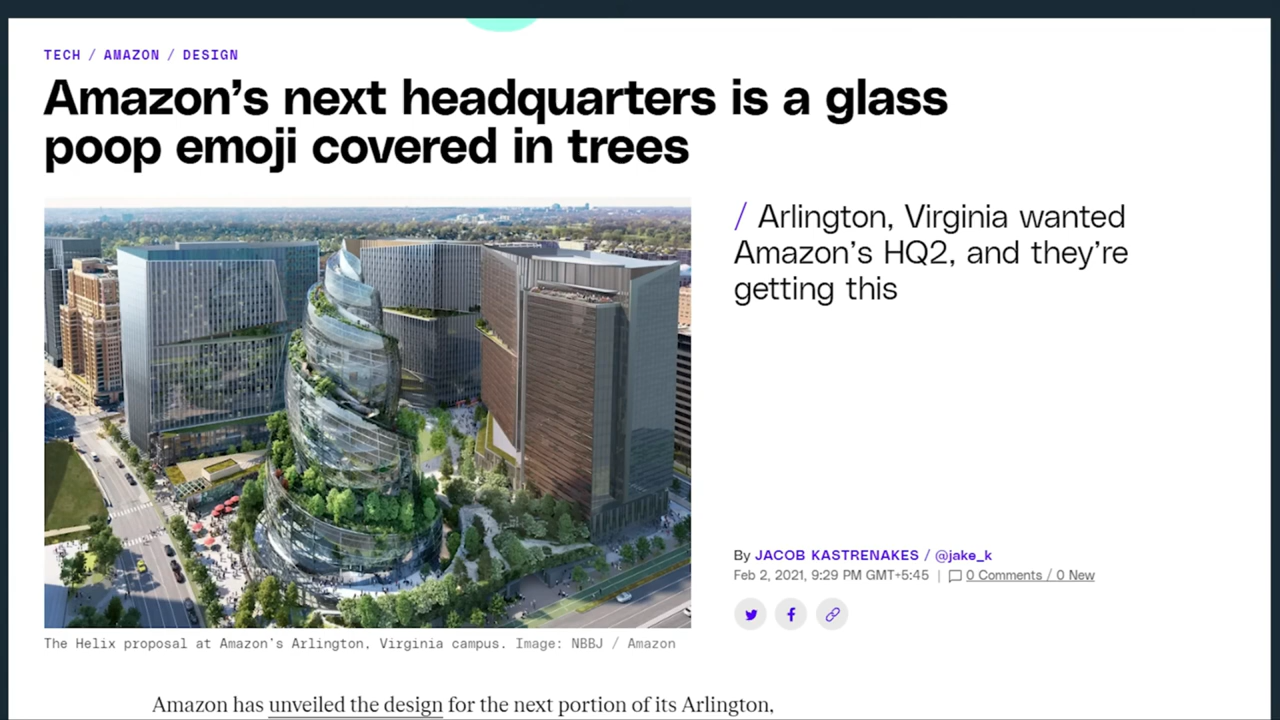 TECH / AMAZON / DESIGN
Amazon’s next headquarters is a glass
poop emoji covered in trees
/ Arlington, Virginia wanted
Amazon’s HQ2, and they’re
getting this
By JACOB KASTRENAKES / @jake_k
Feb 2, 2021, 9:29 PM GMT+5:45 | 0 Comments / 0 New
The Helix proposal at Amazon’s Arlington, Virginia campus. Image: NBBJ / Amazon
Amazon has unveiled the design for the next portion of its Arlington,